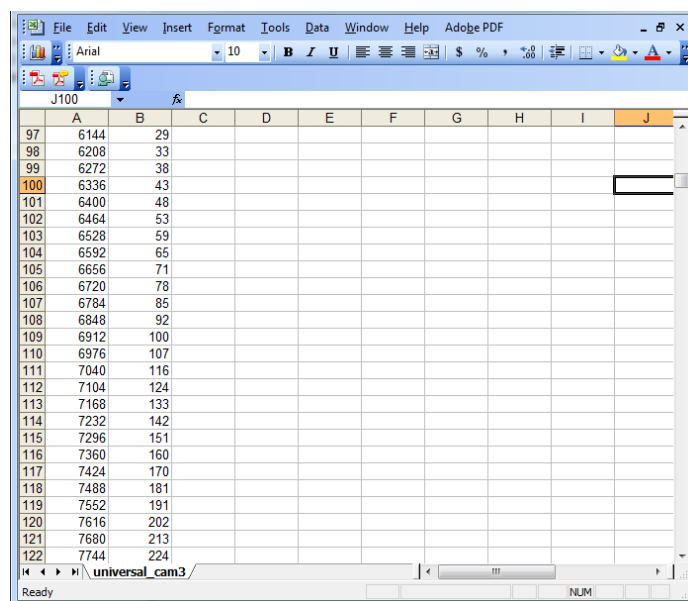 File Edit View Insert Format Tools Data Window Help Adobe PDF
Arial 10 B I U $ % ,
J100 fx
A B C D E F G H I J
97 6144 29
98 6208 33
99 6272 38
100 6336 43
101 6400 48
102 6464 53
103 6528 59
104 6592 65
105 6656 71
106 6720 78
107 6784 85
108 6848 92
109 6912 100
110 6976 107
111 7040 116
112 7104 124
113 7168 133
114 7232 142
115 7296 151
116 7360 160
117 7424 170
118 7488 181
119 7552 191
120 7616 202
121 7680 213
122 7744 224
universal_cam3
Ready NUM